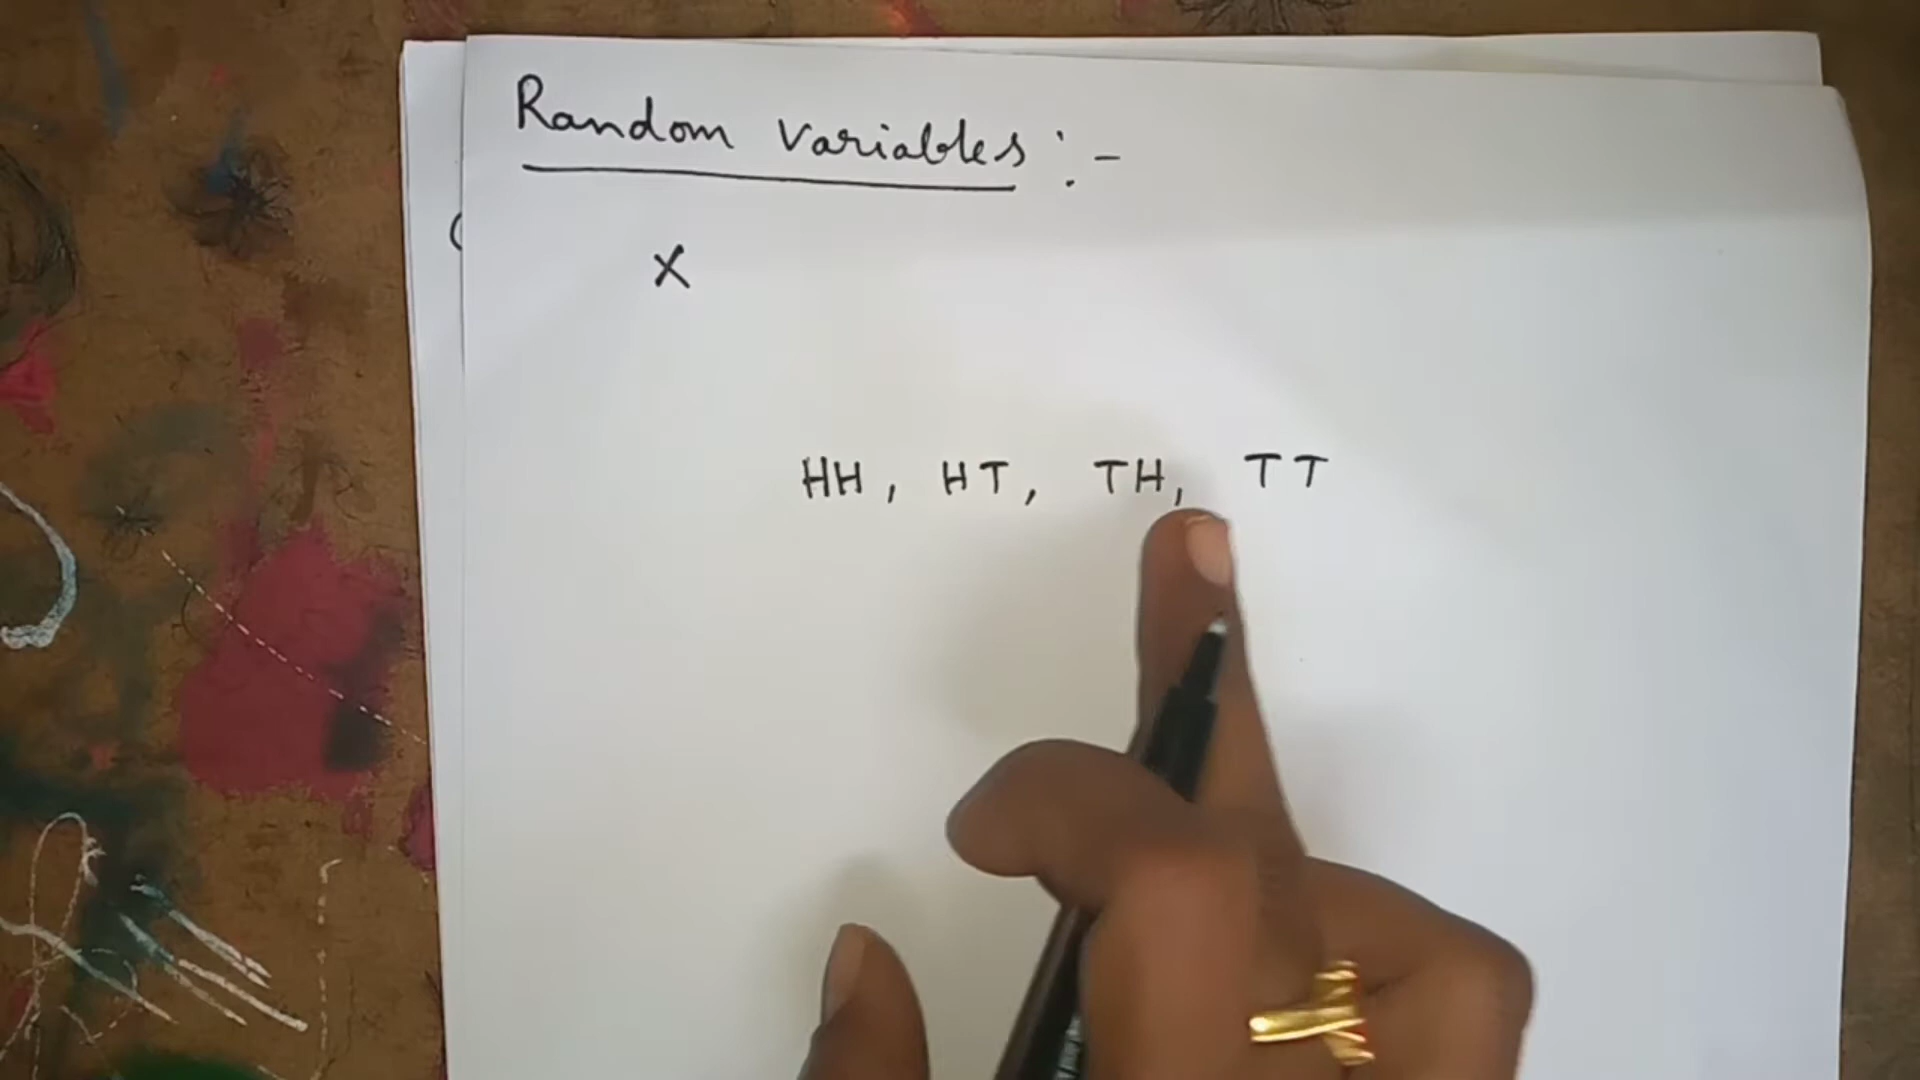 Random Variables :-
X
HH, HT, TH, TT